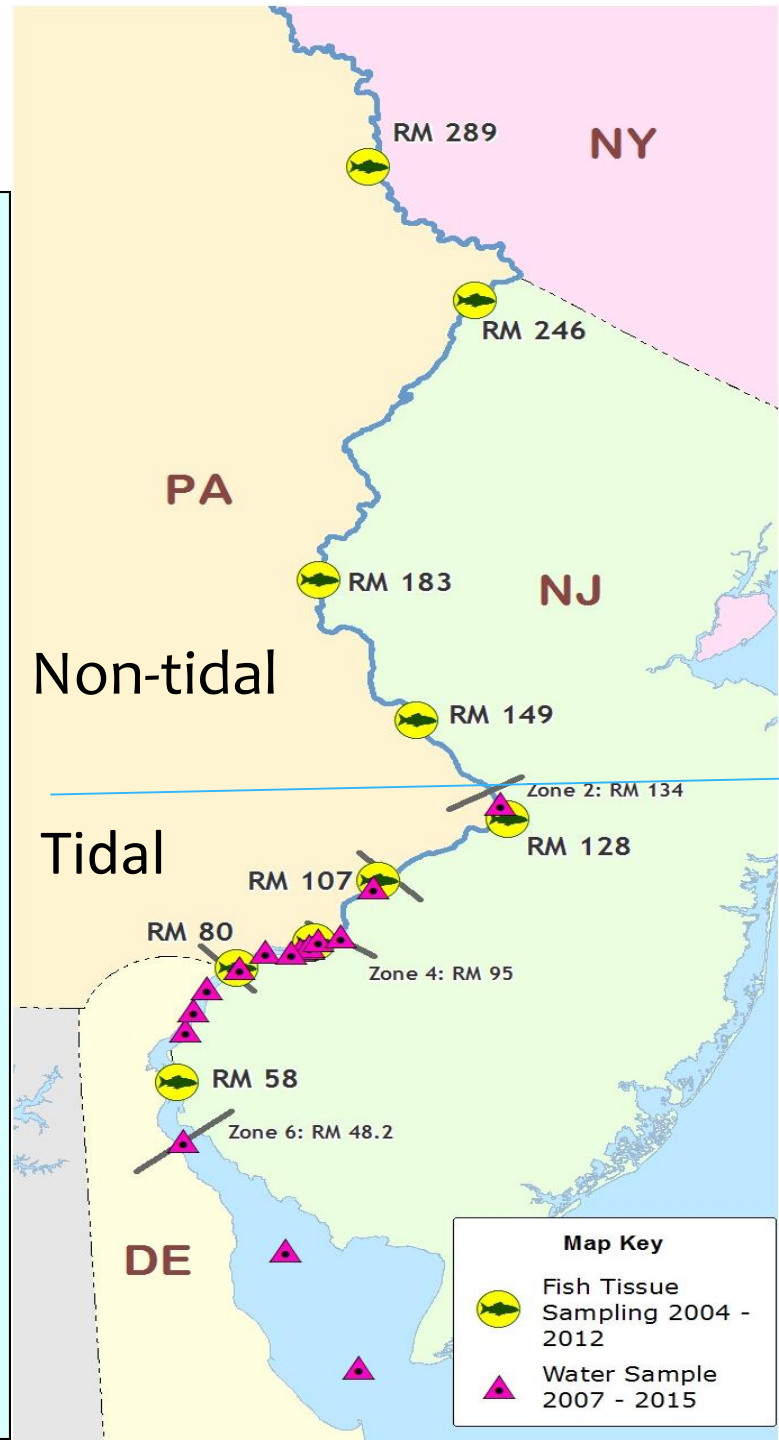 RM 289
NY
RM 246
PA
RM 183
NJ
Non-tidal
RM 149
Zone 2: RM 134
Tidal
RM 128
RM 107
RM 80
Zone 4: RM 95
RM 58
Zone 6: RM 48.2
DE
Map Key
Fish Tissue
Sampling 2004 -
2012
Water Sample
2007 - 2015